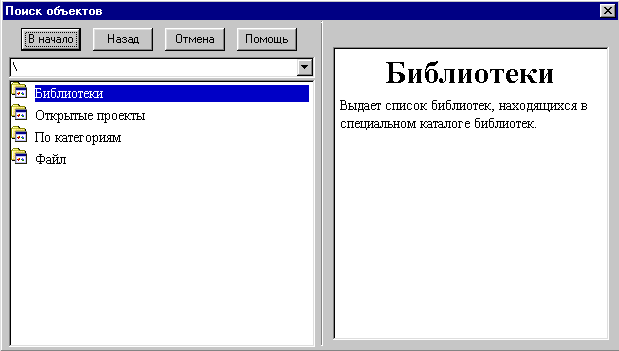 Поиск объектов
В начало Назад Отмена Помощь
\
Библиотеки
Открытые проекты
По категориям
Файл
Библиотеки
Выдает список библиотек, находящихся в
специальном каталоге библиотек.